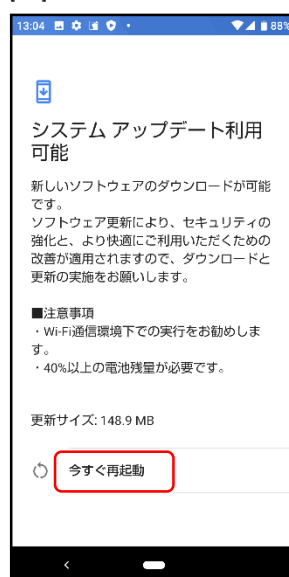 13:04 88%
システム アップデート利用
可能
新しいソフトウェアのダウンロードが可能
です。
ソフトウェア更新により、セキュリティの
強化と、より快適にご利用いただくための
改善が適用されますので、ダウンロードと
更新の実施をお願いします。
■注意事項
・Wi-Fi通信環境下での実行をお勧めしま
す。
・40%以上の電池残量が必要です。
更新サイズ: 148.9 MB
今すぐ再起動